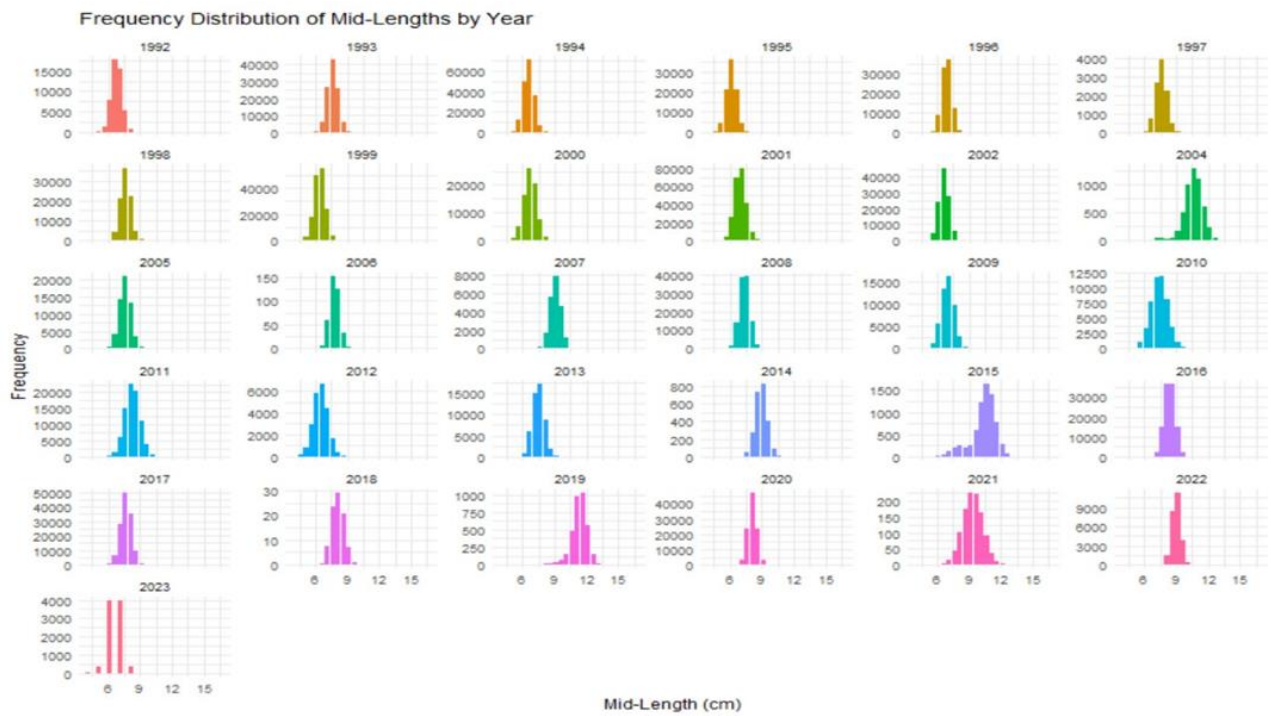 Frequency Distribution of Mid-Lengths by Year
1992 1993 1994 1995 1996 1997
15000 10000 5000 0
40000 30000 20000 10000 0
60000 40000 20000 0
30000 20000 10000 0
30000 20000 10000 0
4000 3000 2000 1000 0
1998 1999 2000 2001 2002 2004
30000 20000 10000 0
40000 20000 0
20000 10000 0
80000 60000 40000 20000 0
40000 30000 20000 10000 0
1000 500 0
2005 2006 2007 2008 2009 2010
20000 15000 10000 5000 0
150 100 50 0
8000 6000 4000 2000 0
40000 30000 20000 10000 0
15000 10000 5000 0
12500 10000 7500 5000 2500 0
Frequency
2011 2012 2013 2014 2015 2016
20000 15000 10000 5000 0
6000 4000 2000 0
15000 10000 5000 0
800 600 400 200 0
1500 1000 500 0
30000 20000 10000 0
2017 2018 2019 2020 2021 2022
50000 40000 30000 20000 10000 0
30 20 10 0
1000 750 500 250 0
40000 30000 20000 10000 0
200 150 100 50 0
9000 6000 3000 0
6 9 12 15 6 9 12 15 6 9 12 15 6 9 12 15 6 9 12 15
2023
4000 3000 2000 1000 0
6 9 12 15
Mid-Length (cm)